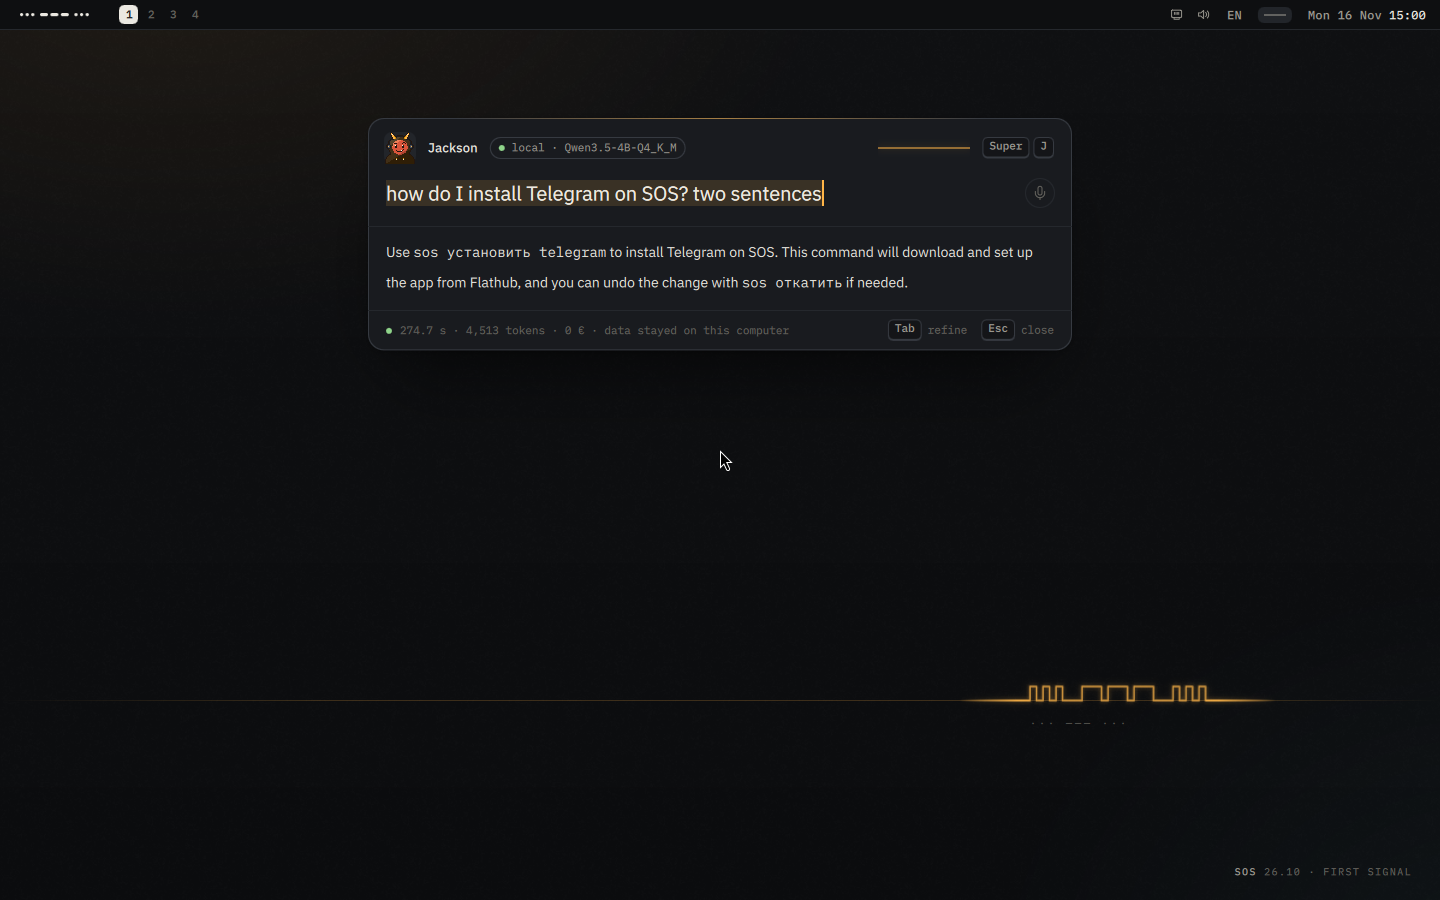 1 2 3 4
EN
Mon 16 Nov 15:00
Jackson
local · Qwen3.5-4B-Q4_K_M
Super J
how do I install Telegram on SOS? two sentences
Use sos установить telegram to install Telegram on SOS. This command will download and set up
the app from Flathub, and you can undo the change with sos откатить if needed.
274.7 s · 4,513 tokens · 0 € · data stayed on this computer
Tab refine Esc close
··· ——— ···
SOS 26.10 · FIRST SIGNAL